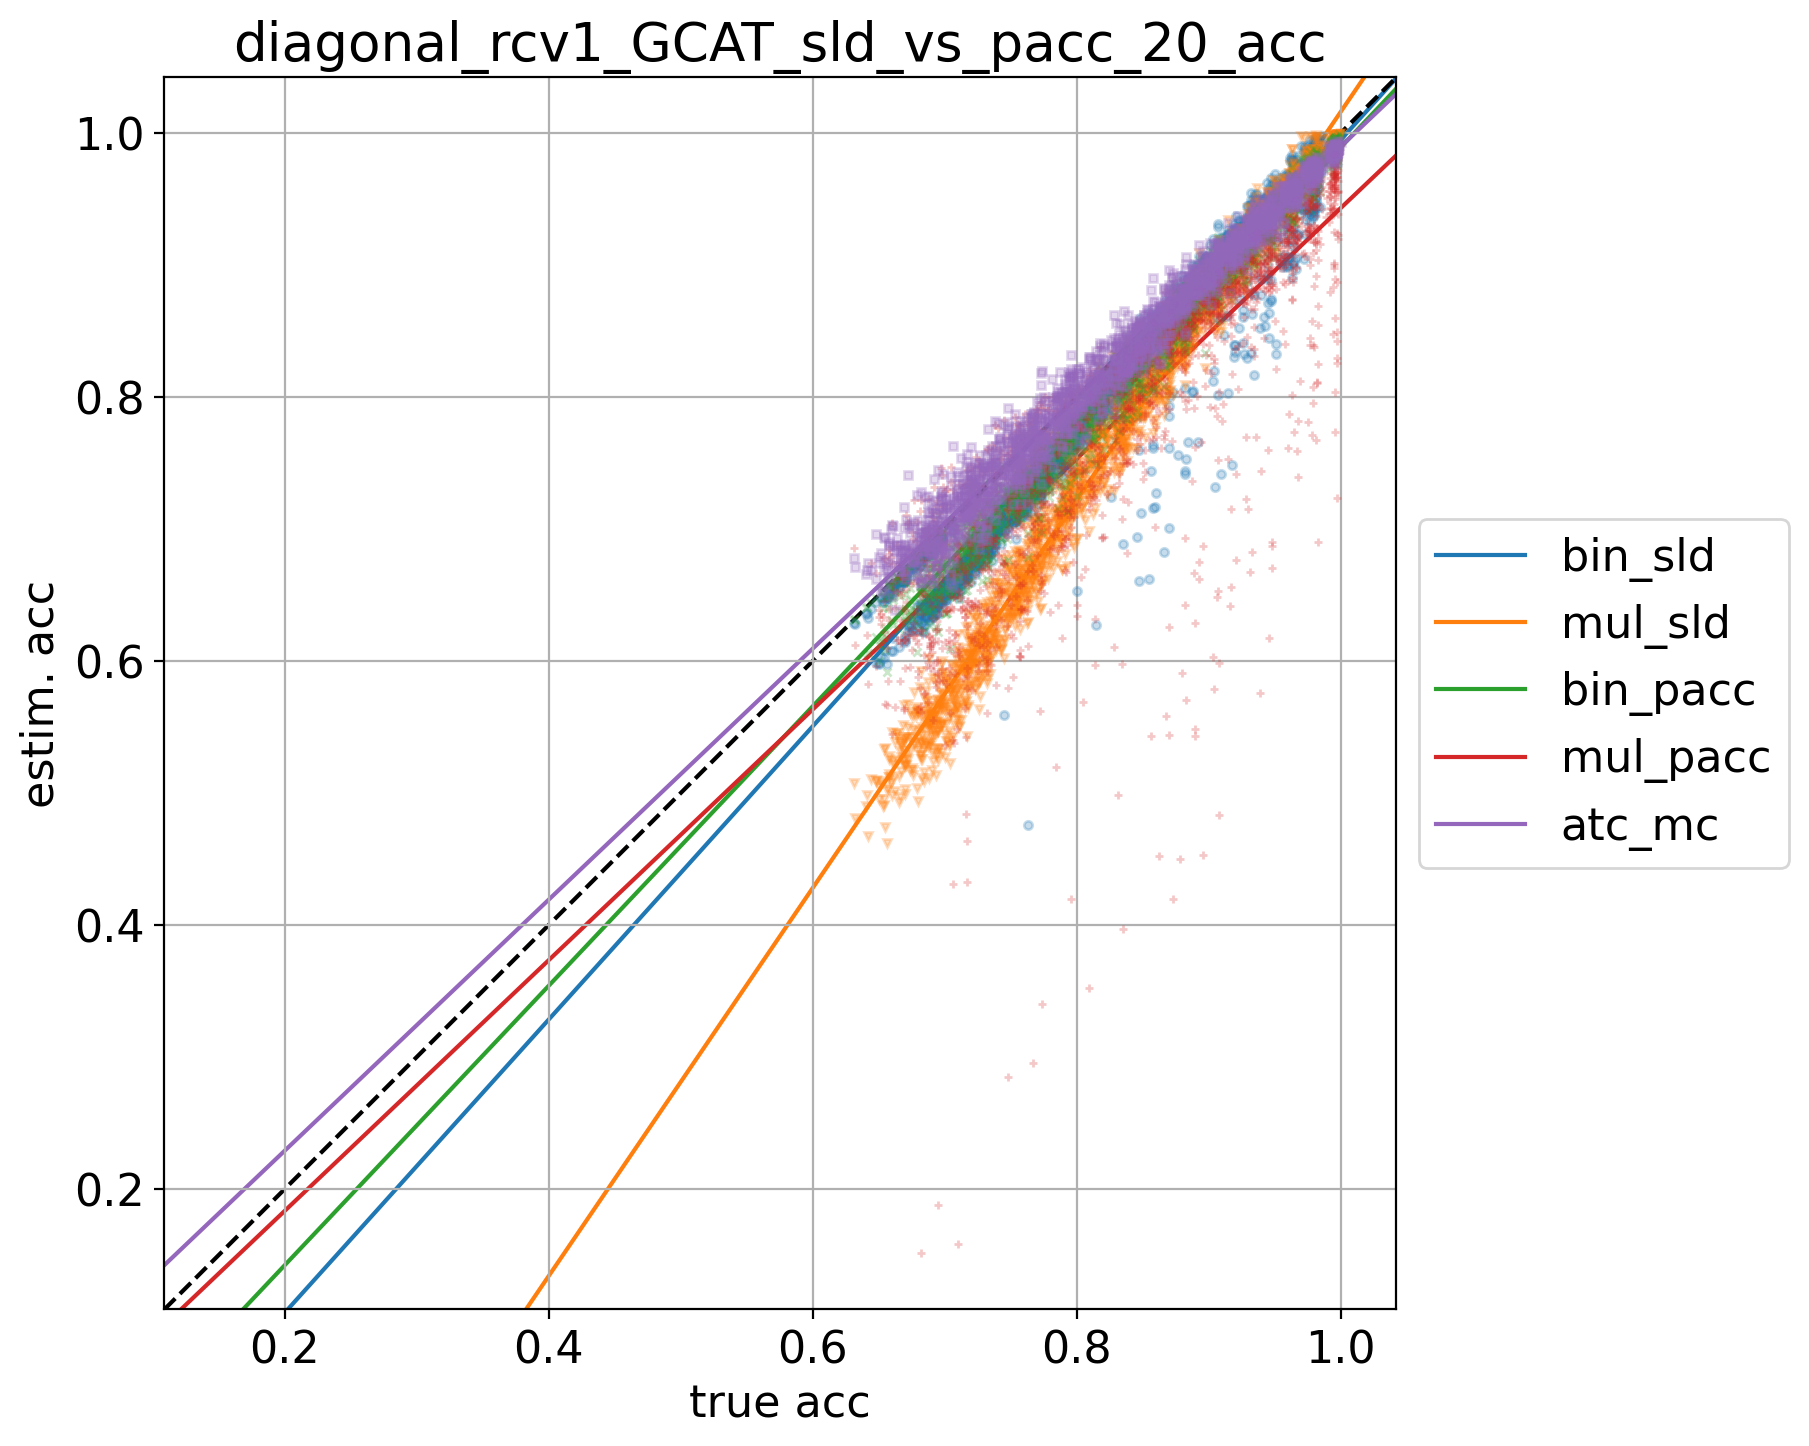 diagonal_rcv1_GCAT_sld_vs_pacc_20_acc
1.0
0.8
0.6
0.4
0.2
estim. acc
0.2 0.4 0.6 0.8 1.0
true acc
bin_sld
mul_sld
bin_pacc
mul_pacc
atc_mc